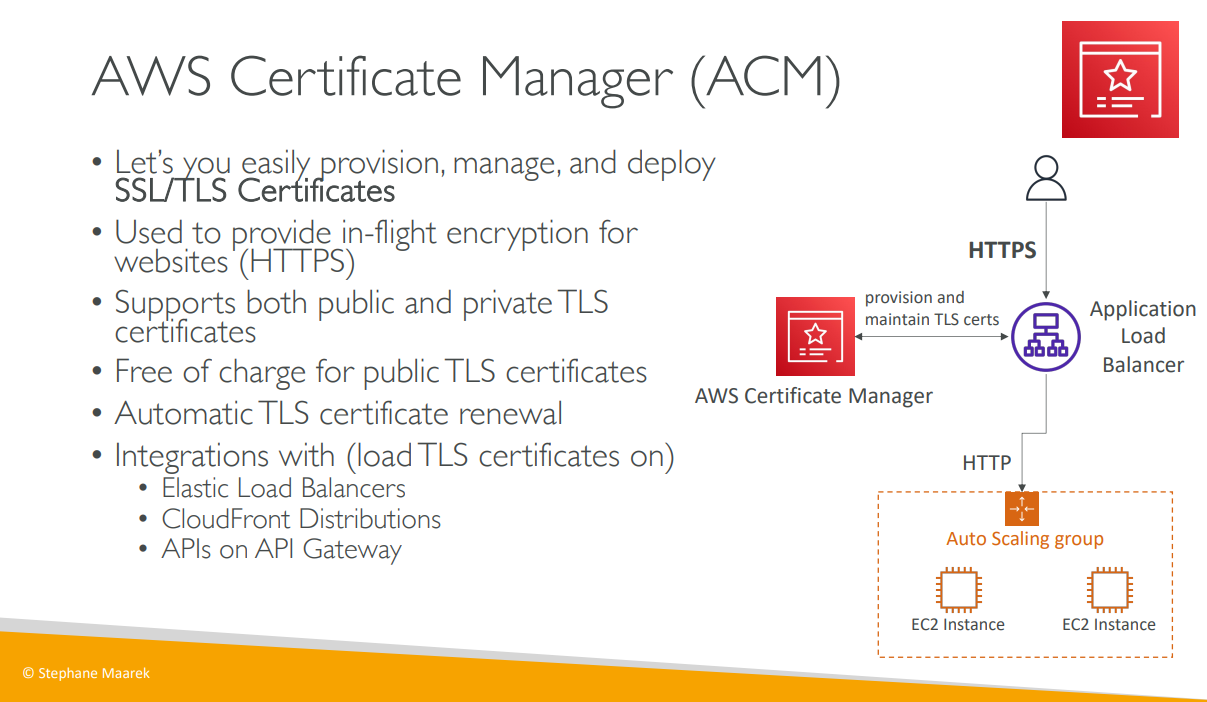 AWS Certificate Manager (ACM)
• Let's you easily provision, manage, and deploy
SSL/TLS Certificates
• Used to provide in-flight encryption for
websites (HTTPS)
• Supports both public and private TLS
certificates
• Free of charge for public TLS certificates
• Automatic TLS certificate renewal
• Integrations with (load TLS certificates on)
• Elastic Load Balancers
• CloudFront Distributions
• APIs on API Gateway
HTTPS
provision and
maintain TLS certs
Application
Load
Balancer
AWS Certificate Manager
HTTP
Auto Scaling group
EC2 Instance
EC2 Instance
© Stephane Maarek